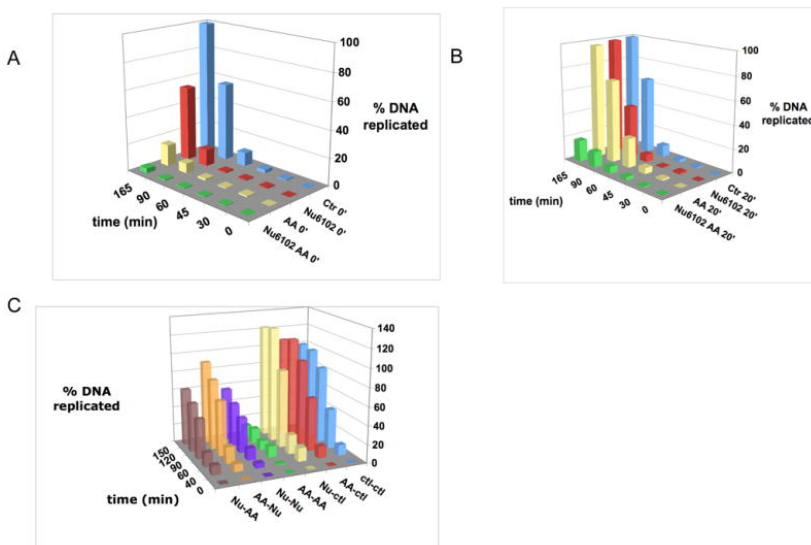 A
100
80
60
40
20
0
% DNA
replicated
165
90
60
45
30
0
time (min)
Ctr 0'
Nu6102 0'
AA 0'
Nu6102 AA 0'
B
100
80
60
40
20
0
% DNA
replicated
165
90
60
45
30
0
time (min)
Ctr 20'
Nu6102 20'
AA 20'
Nu6102 AA 20'
C
140
120
100
80
60
40
20
0
% DNA
replicated
150
120
90
60
40
0
time (min)
ctl-ctl
AA-ctl
Nu-ctl
AA-AA
Nu-Nu
AA-Nu
Nu-AA